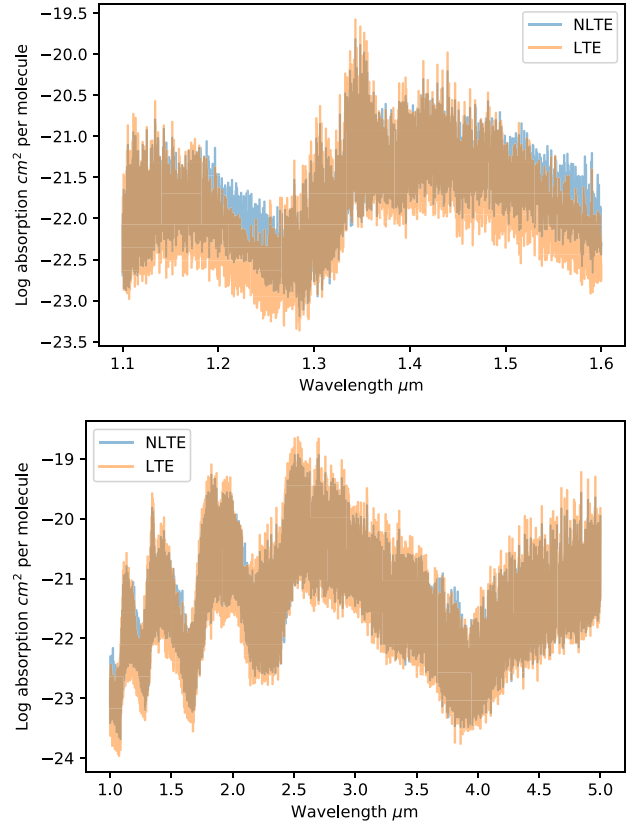 −19.5
−20.0
−20.5
−21.0
−21.5
−22.0
−22.5
−23.0
−23.5
Log absorption cm² per molecule
NLTE
LTE
1.1 1.2 1.3 1.4 1.5 1.6
Wavelength μm
−19
−20
−21
−22
−23
−24
Log absorption cm² per molecule
NLTE
LTE
1.0 1.5 2.0 2.5 3.0 3.5 4.0 4.5 5.0
Wavelength μm